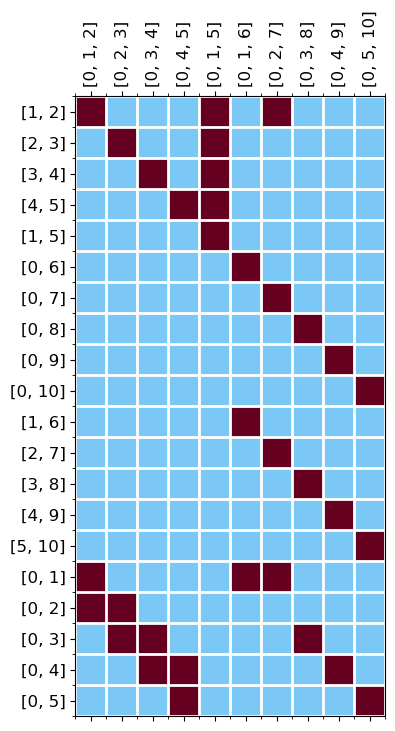 [0, 1, 2]
[0, 2, 3]
[0, 3, 4]
[0, 4, 5]
[0, 1, 5]
[0, 1, 6]
[0, 2, 7]
[0, 3, 8]
[0, 4, 9]
[0, 5, 10]
[1, 2]
[2, 3]
[3, 4]
[4, 5]
[1, 5]
[0, 6]
[0, 7]
[0, 8]
[0, 9]
[0, 10]
[1, 6]
[2, 7]
[3, 8]
[4, 9]
[5, 10]
[0, 1]
[0, 2]
[0, 3]
[0, 4]
[0, 5]